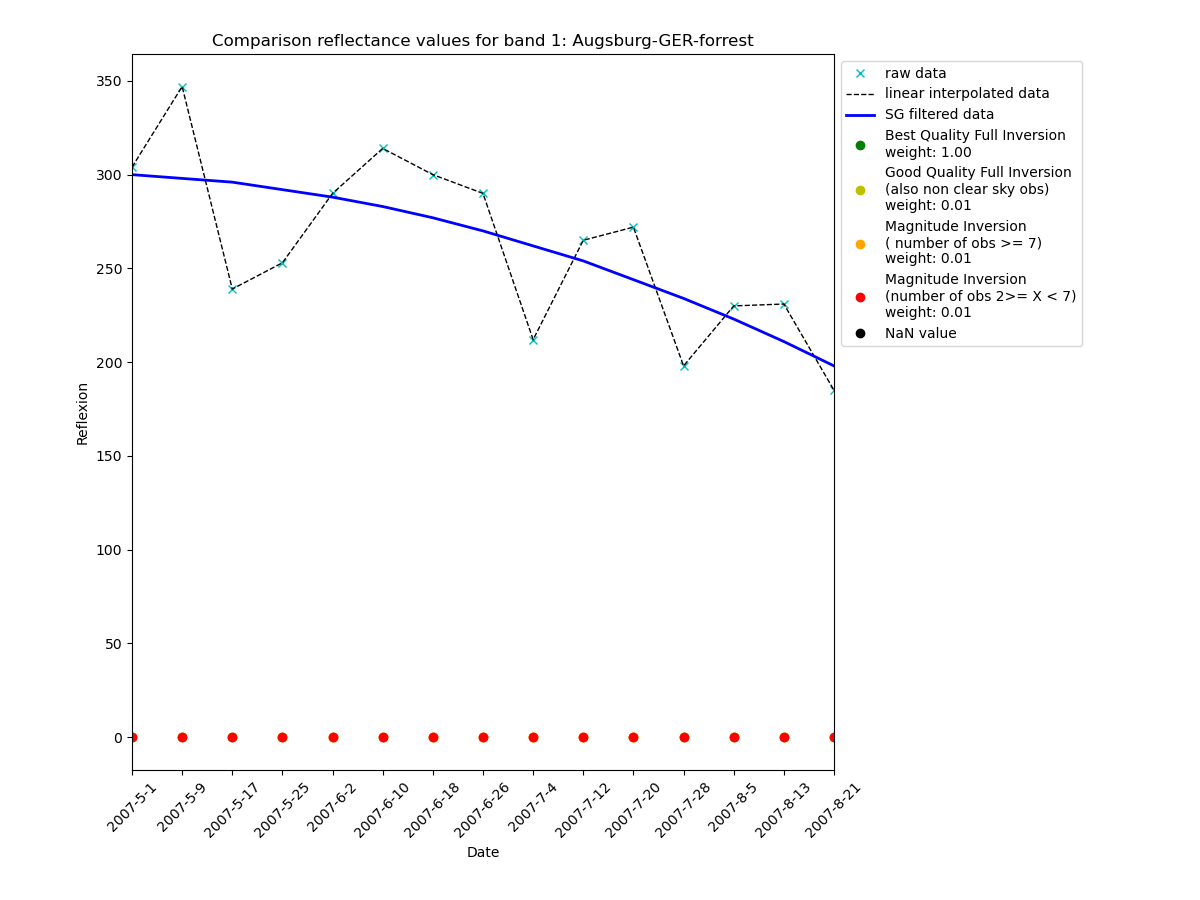 Comparison reflectance values for band 1: Augsburg-GER-forrest
350
300
250
200
150
100
50
0
Reflexion
2007-5-1
2007-5-9
2007-5-17
2007-5-25
2007-6-2
2007-6-10
2007-6-18
2007-6-26
2007-7-4
2007-7-12
2007-7-20
2007-7-28
2007-8-5
2007-8-13
2007-8-21
Date
raw data
linear interpolated data
SG filtered data
Best Quality Full Inversion
weight: 1.00
Good Quality Full Inversion
(also non clear sky obs)
weight: 0.01
Magnitude Inversion
( number of obs >= 7)
weight: 0.01
Magnitude Inversion
(number of obs 2>= X < 7)
weight: 0.01
NaN value